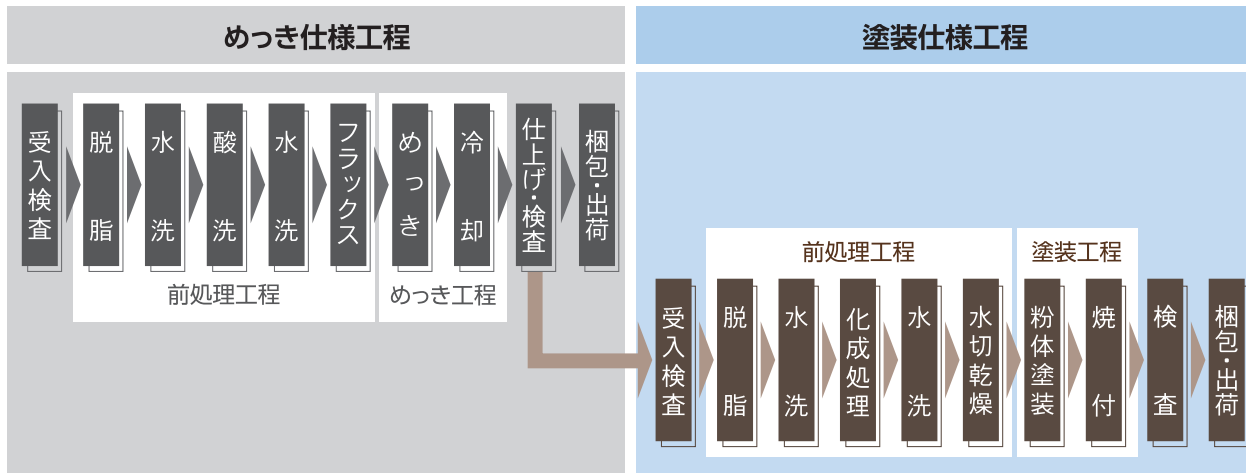 めっき仕様工程
受入検査
脱脂
水洗
酸洗
水洗
フラックス
めっき
冷却
仕上げ・検査
梱包・出荷
前処理工程
めっき工程
塗装仕様工程
前処理工程
塗装工程
受入検査
脱脂
水洗
化成処理
水洗
水切乾燥
粉体塗装
焼付
検査
梱包・出荷